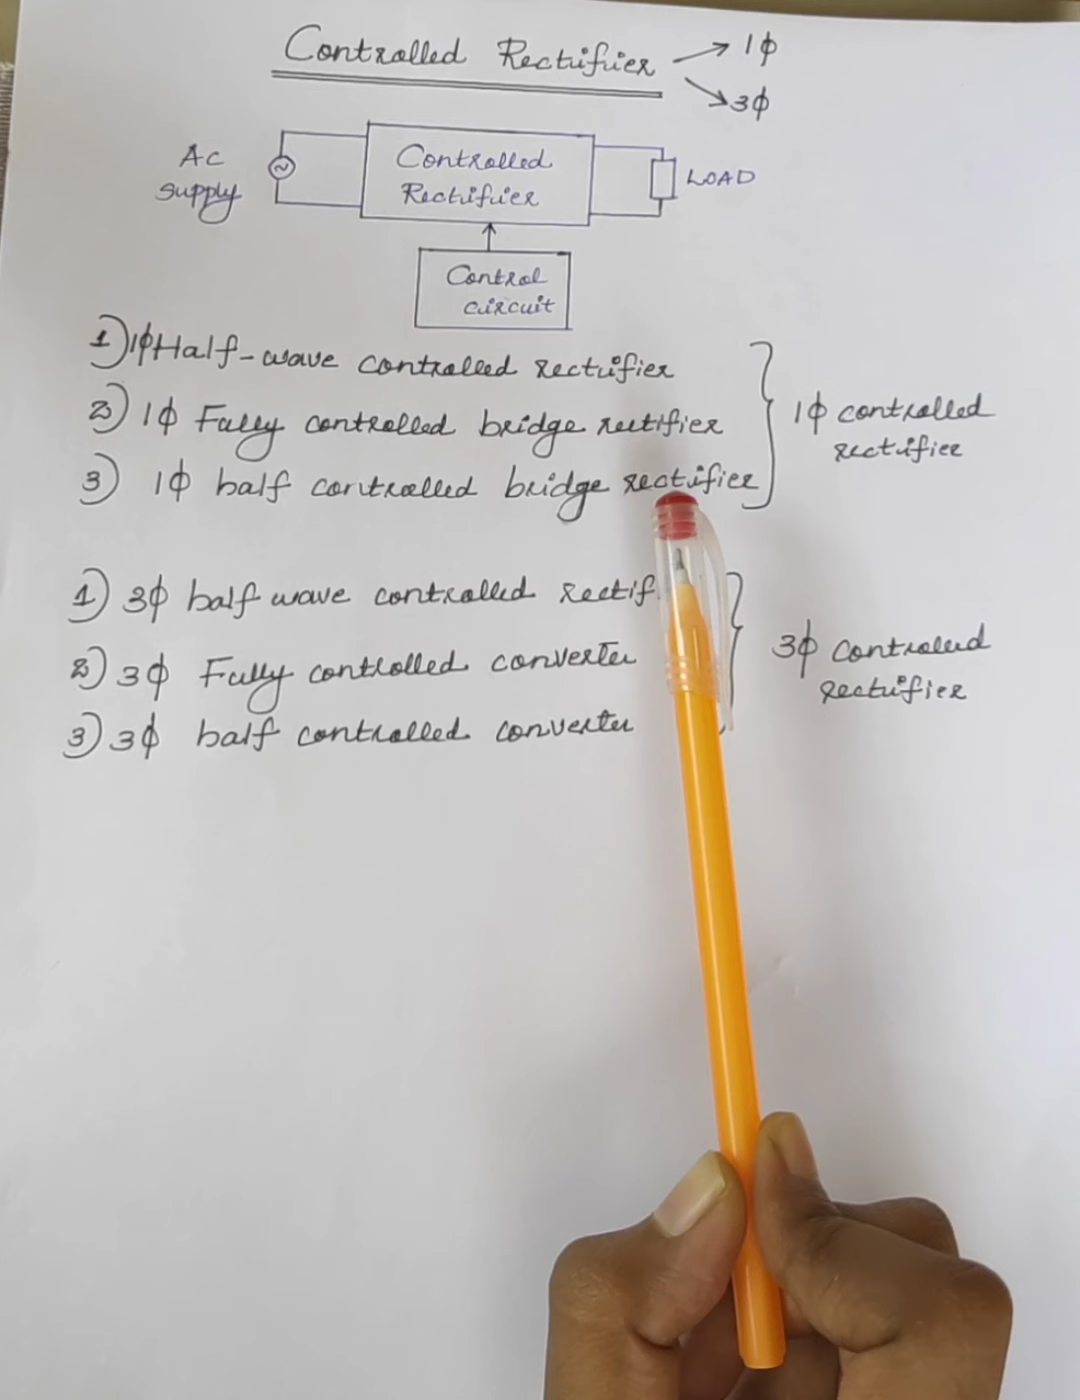 Controlled Rectifier
1ϕ
3ϕ
AC
supply
Controlled
Rectifier
LOAD
Control
circuit
1) 1ϕ Half-wave controlled rectifier
2) 1ϕ Fully controlled bridge rectifier
3) 1ϕ half controlled bridge rectifier
1ϕ controlled
rectifier
1) 3ϕ half wave controlled rectif
2) 3ϕ Fully controlled converter
3) 3ϕ half controlled converter
3ϕ controlled
rectifier